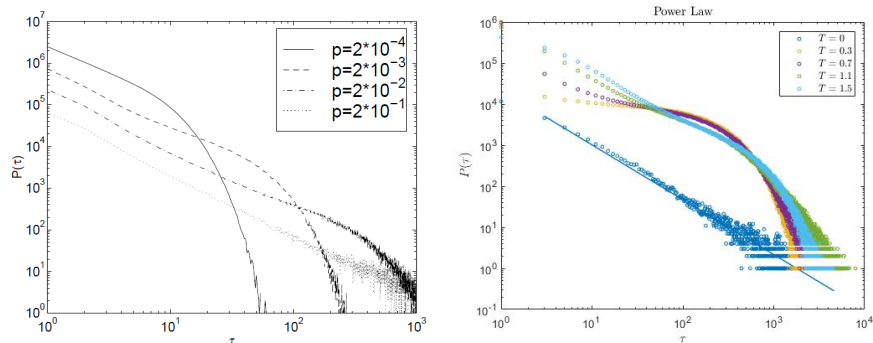 10^7
10^6
10^5
10^4
10^3
10^2
10^1
10^0
P(τ)
10^0
10^1
10^2
10^3
τ
p=2*10^-4
p=2*10^-3
p=2*10^-2
p=2*10^-1
Power Law
10^6
10^5
10^4
10^3
10^2
10^1
10^0
10^-1
P(τ)
10^0
10^1
10^2
10^3
10^4
τ
T = 0
T = 0.3
T = 0.7
T = 1.1
T = 1.5